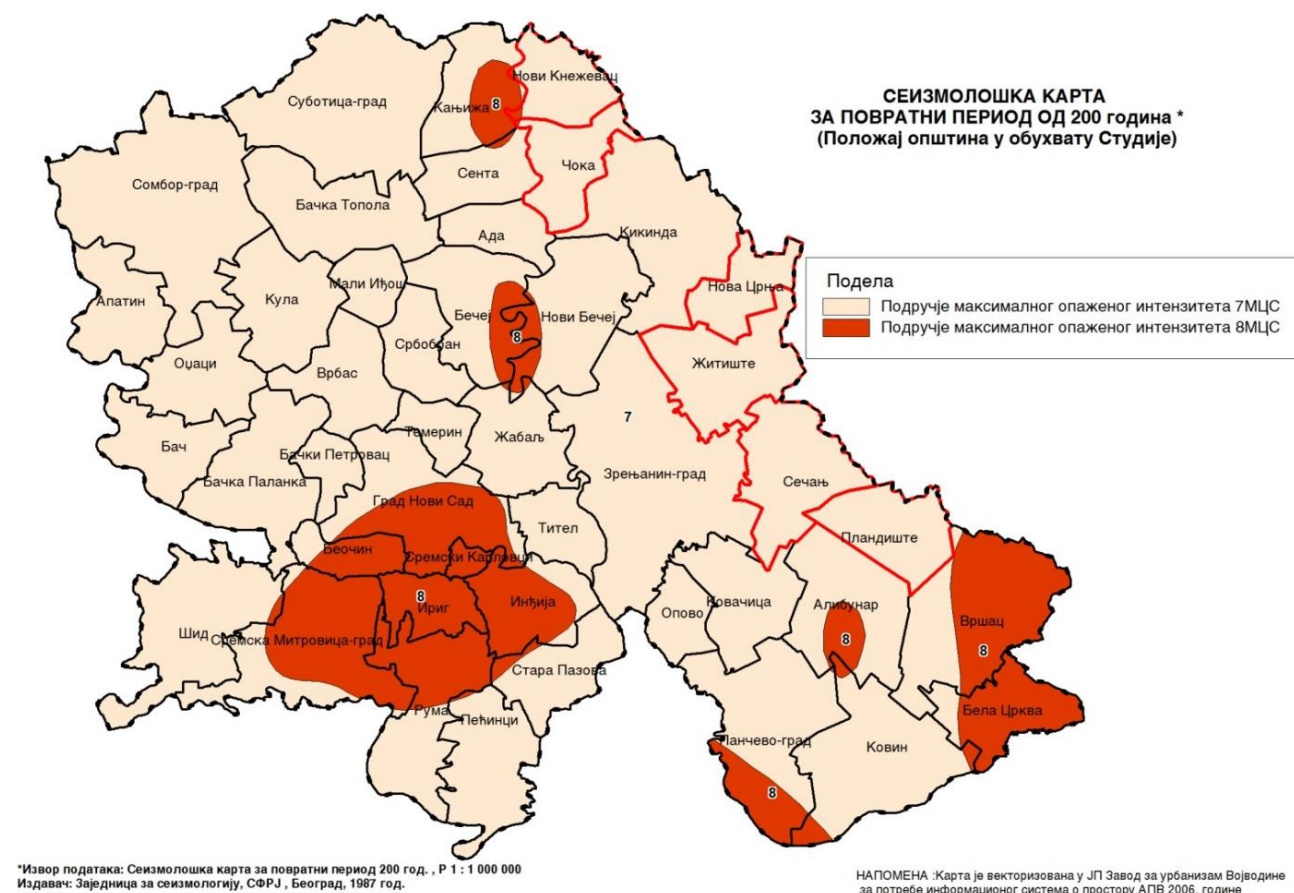 СЕИЗМОЛОШКА КАРТА
ЗА ПОВРАТНИ ПЕРИОД ОД 200 година *
(Положај општина у обухвату Студије)
Нови Кнежевац
Суботица-град
Кањижа
8
Чока
Сента
Сомбор-град
Бачка Топола
Ада
Кикинда
Подела
Подручје максималног опаженог интензитета 7МЦС
Подручје максималног опаженог интензитета 8МЦС
Мали Иђош
Нова Црња
Апатин
Кула
Бечеј
Нови Бечеј
8
Србобран
Оџаци
Врбас
Житиште
7
Темерин
Жабаљ
Бач
Бачки Петровац
Зрењанин-град
Бачка Паланка
Сечањ
Град Нови Сад
Тител
Пландиште
Беочин
Сремски Карловци
8
Ириг
Инђија
Опово
Ковачица
Алибунар
Вршац
8
8
Шид
Сремска Митровица-град
Стара Пазова
Бела Црква
Рума
Пећинци
Панчево-град
Ковин
8
*Извор података: Сеизмолошка карта за повратни период 200 год. , Р 1 : 1 000 000
Издавач: Заједница за сеизмологију, СФРЈ , Београд, 1987 год.
НАПОМЕНА :Карта је векторизована у ЈП Завод за урбанизам Војводине
за потребе информационог система о простору АПВ 2006. године